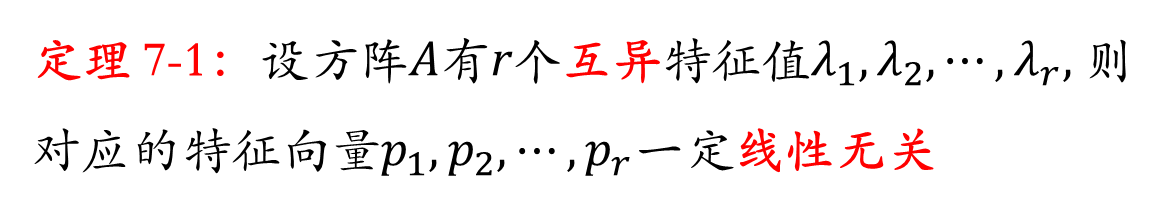 定理 7-1：设方阵A有r个互异特征值λ₁, λ₂, ⋯, λᵣ, 则
对应的特征向量p₁, p₂, ⋯, pᵣ一定线性无关